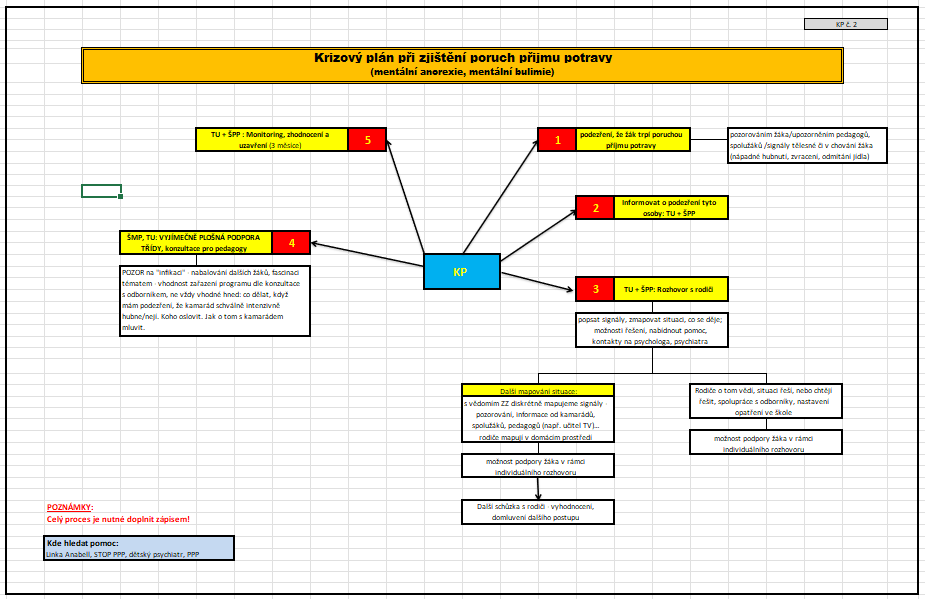 KP č. 2
Krizový plán při zjištění poruch příjmu potravy
(mentální anorexie, mentální bulimie)
TU + ŠPP : Monitoring, zhodnocení a
uzavření (3 měsíce)
5
1
podezření, že žák trpí poruchou
příjmu potravy
pozorováním žáka/upozorněním pedagogů,
spolužáků /signály tělesné či v chování žáka
(nápadné hubnutí, zvracení, odmítání jídla)
2
Informovat o podezření tyto
osoby: TU + ŠPP
ŠMP, TU: VYJÍMEČNĚ PLOŠNÁ PODPORA
TŘÍDY, konzultace pro pedagogy
4
KP
3
TU + ŠPP: Rozhovor s rodiči
POZOR na "infikaci" - nabalování dalších žáků, fascinaci
tématem - vhodnost zařazení programu dle konzultace
s odborníkem, ne vždy vhodné hned: co dělat, když
mám podezření, že kamarád schválně intenzivně
hubne/nejí. Koho oslovit. Jak o tom s kamarádem
mluvit.
popsat signály, zmapovat situaci, co se děje;
možnosti řešení, nabídnout pomoc,
kontakty na psychologa, psychiatra
Další mapování situace:
s vědomím ZZ diskrétně mapujeme signály -
pozorování, informace od kamarádů,
spolužáků, pedagogů (např. učitel TV)...
rodiče mapují v domácím prostředí
Rodiče o tom vědí, situaci řeší, nebo chtějí
řešit, spolupráce s odborníky, nastavení
opatření ve škole
možnost podpory žáka v rámci
individuálního rozhovoru
možnost podpory žáka v rámci
individuálního rozhovoru
Další schůzka s rodiči - vyhodnocení,
domluvení dalšího postupu
POZNÁMKY:
Celý proces je nutné doplnit zápisem!
Kde hledat pomoc:
Linka Anabell, STOP PPP, dětský psychiatr, PPP